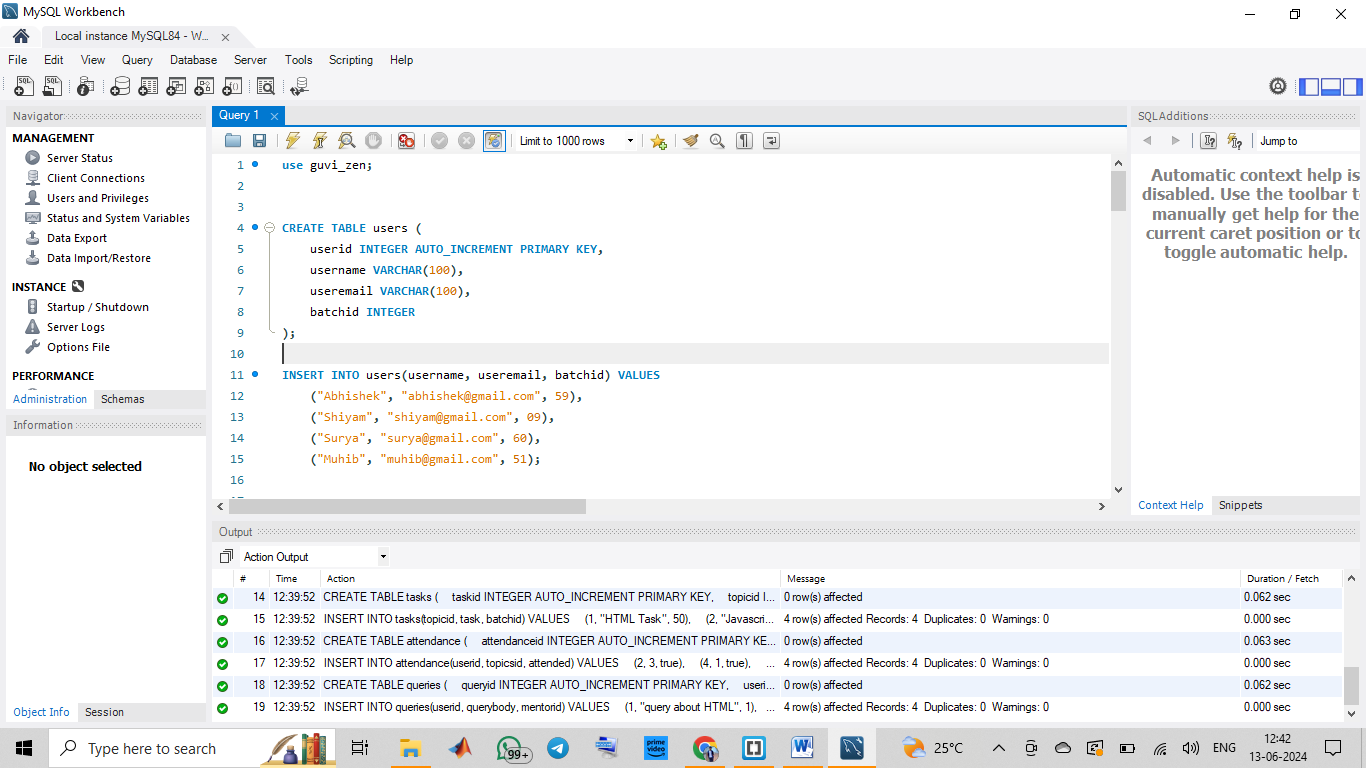 MySQL Workbench
Local instance MySQL84 - W...
File Edit View Query Database Server Tools Scripting Help
Navigator
MANAGEMENT
Server Status
Client Connections
Users and Privileges
Status and System Variables
Data Export
Data Import/Restore
INSTANCE
Startup / Shutdown
Server Logs
Options File
PERFORMANCE
Administration Schemas
Information
No object selected
Object Info Session
Query 1
Limit to 1000 rows
1 use guvi_zen;
2
3
4 CREATE TABLE users (
5 userid INTEGER AUTO_INCREMENT PRIMARY KEY,
6 username VARCHAR(100),
7 useremail VARCHAR(100),
8 batchid INTEGER
9 );
10
11 INSERT INTO users(username, useremail, batchid) VALUES
12 ("Abhishek", "abhishek@gmail.com", 59),
13 ("Shiyam", "shiyam@gmail.com", 09),
14 ("Surya", "surya@gmail.com", 60),
15 ("Muhib", "muhib@gmail.com", 51);
16
SQLAdditions
Jump to
Automatic context help is
disabled. Use the toolbar t
manually get help for the
current caret position or to
toggle automatic help.
Context Help Snippets
Output
Action Output
# Time Action Message Duration / Fetch
14 12:39:52 CREATE TABLE tasks ( taskid INTEGER AUTO_INCREMENT PRIMARY KEY, topicid I... 0 row(s) affected 0.062 sec
15 12:39:52 INSERT INTO tasks(topicid, task, batchid) VALUES (1, "HTML Task", 50), (2, "Javascri... 4 row(s) affected Records: 4 Duplicates: 0 Warnings: 0 0.000 sec
16 12:39:52 CREATE TABLE attendance ( attendanceid INTEGER AUTO_INCREMENT PRIMARY KE... 0 row(s) affected 0.063 sec
17 12:39:52 INSERT INTO attendance(userid, topicsid, attended) VALUES (2, 3, true), (4, 1, true), ... 4 row(s) affected Records: 4 Duplicates: 0 Warnings: 0 0.000 sec
18 12:39:52 CREATE TABLE queries ( queryid INTEGER AUTO_INCREMENT PRIMARY KEY, useri... 0 row(s) affected 0.062 sec
19 12:39:52 INSERT INTO queries(userid, querybody, mentorid) VALUES (1, "query about HTML", 1), ... 4 row(s) affected Records: 4 Duplicates: 0 Warnings: 0 0.000 sec
Type here to search
99+
prime video
25°C
ENG
12:42
13-06-2024